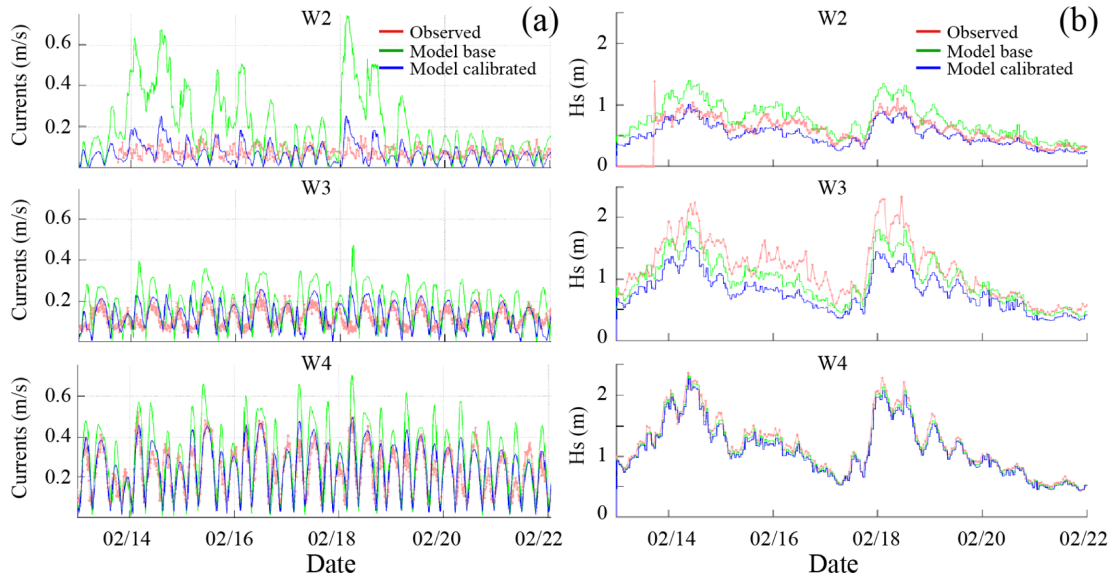 W2
(a)
Observed
Model base
Model calibrated
Currents (m/s)
0.6
0.4
0.2
W3
Currents (m/s)
0.6
0.4
0.2
W4
Currents (m/s)
0.6
0.4
0.2
02/14
02/16
02/18
02/20
02/22
Date
W2
(b)
Observed
Model base
Model calibrated
Hs (m)
2
1
0
W3
Hs (m)
2
1
0
W4
Hs (m)
2
1
0
02/14
02/16
02/18
02/20
02/22
Date